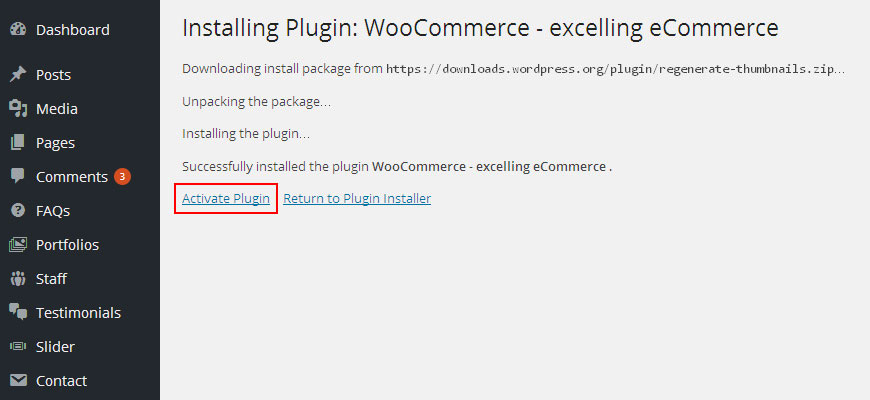 Dashboard
Posts
Media
Pages
Comments 3
FAQs
Portfolios
Staff
Testimonials
Slider
Contact
Installing Plugin: WooCommerce - excelling eCommerce
Downloading install package from https://downloads.wordpress.org/plugin/regenerate-thumbnails.zip…
Unpacking the package…
Installing the plugin…
Successfully installed the plugin WooCommerce - excelling eCommerce .
Activate Plugin Return to Plugin Installer